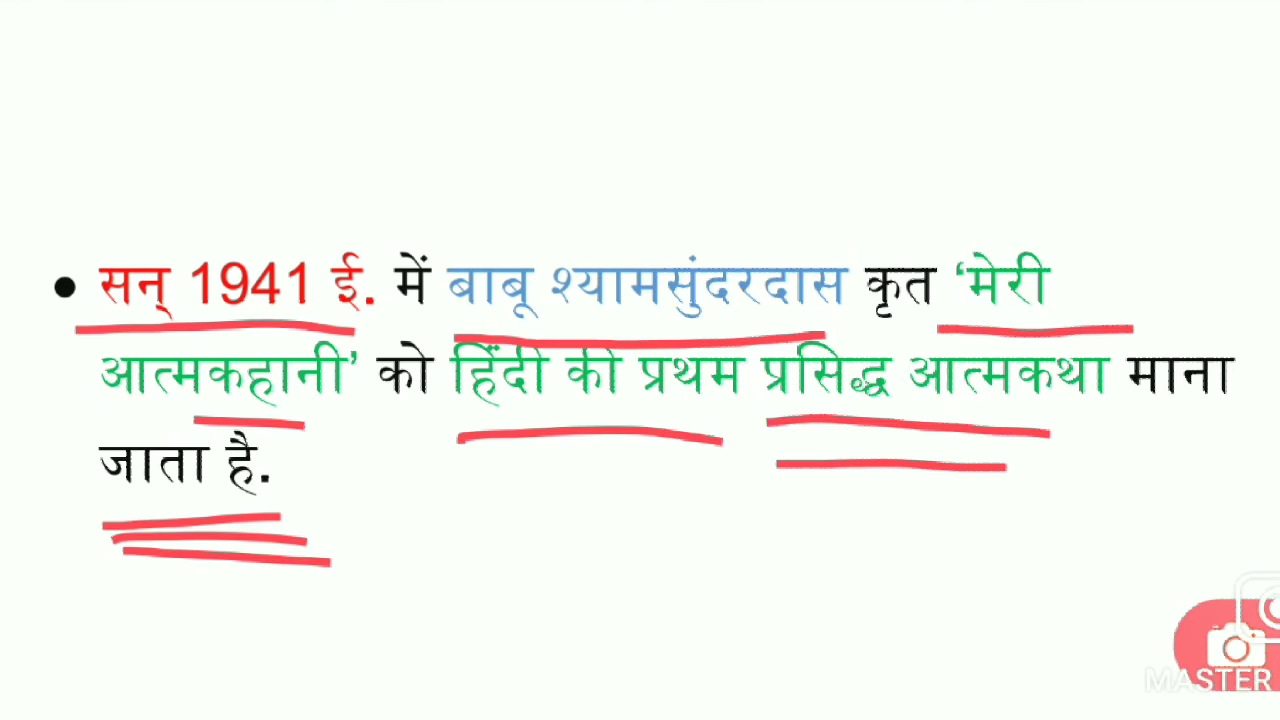 • सन् 1941 ई. में बाबू श्यामसुंदरदास कृत ‘मेरी
आत्मकहानी’ को हिंदी की प्रथम प्रसिद्ध आत्मकथा माना
जाता है.
MASTER